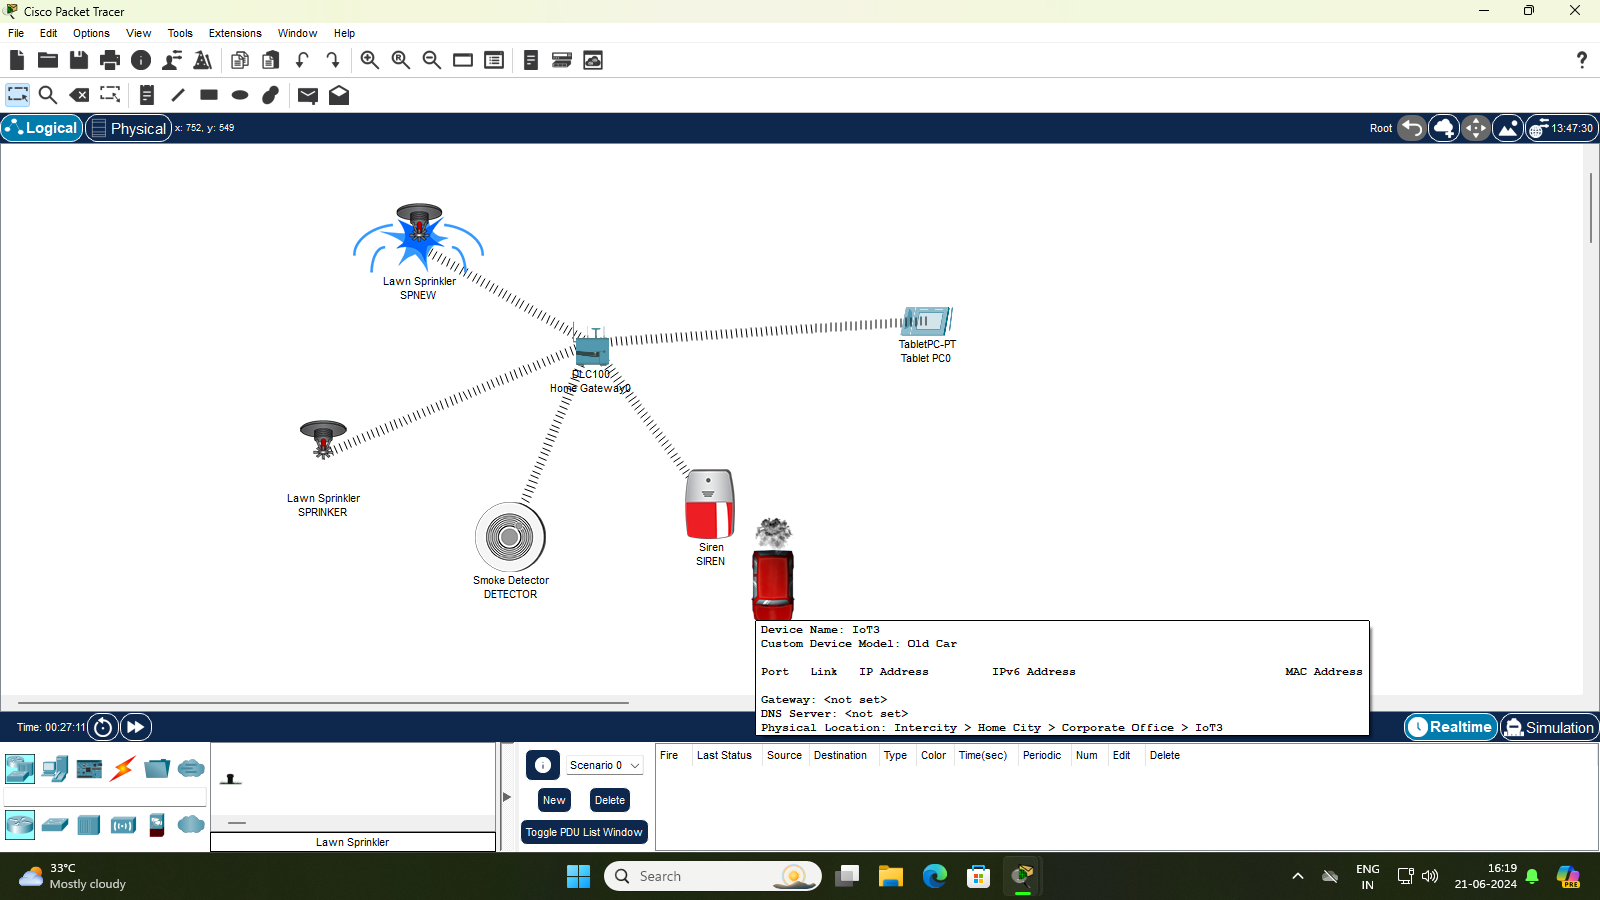 Cisco Packet Tracer
File Edit Options View Tools Extensions Window Help
Logical Physical x: 752, y: 549 Root 13:47:30
Lawn Sprinkler
SPNEW
TabletPC-PT
Tablet PC0
DLC100
Home Gateway0
Lawn Sprinkler
SPRINKER
Siren
SIREN
Smoke Detector
DETECTOR
Device Name: IoT3
Custom Device Model: Old Car
Port Link IP Address IPv6 Address MAC Address
Gateway: <not set>
DNS Server: <not set>
Physical Location: Intercity > Home City > Corporate Office > IoT3
Time: 00:27:11 Realtime Simulation
Scenario 0
New Delete
Toggle PDU List Window
Fire Last Status Source Destination Type Color Time(sec) Periodic Num Edit Delete
Lawn Sprinkler
33°C
Mostly cloudy
Search
ENG
IN
16:19
21-06-2024
PRE